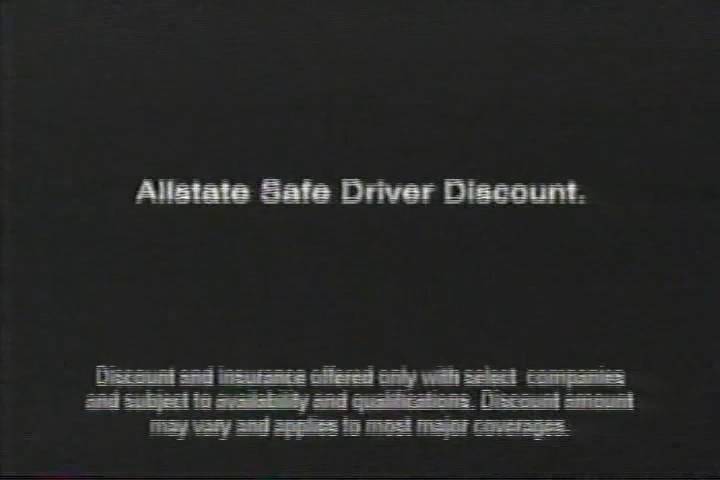 Allstate Safe Driver Discount.
Discount and insurance offered only with select companies
and subject to availability and qualifications. Discount amount
may vary and applies to most major coverages.